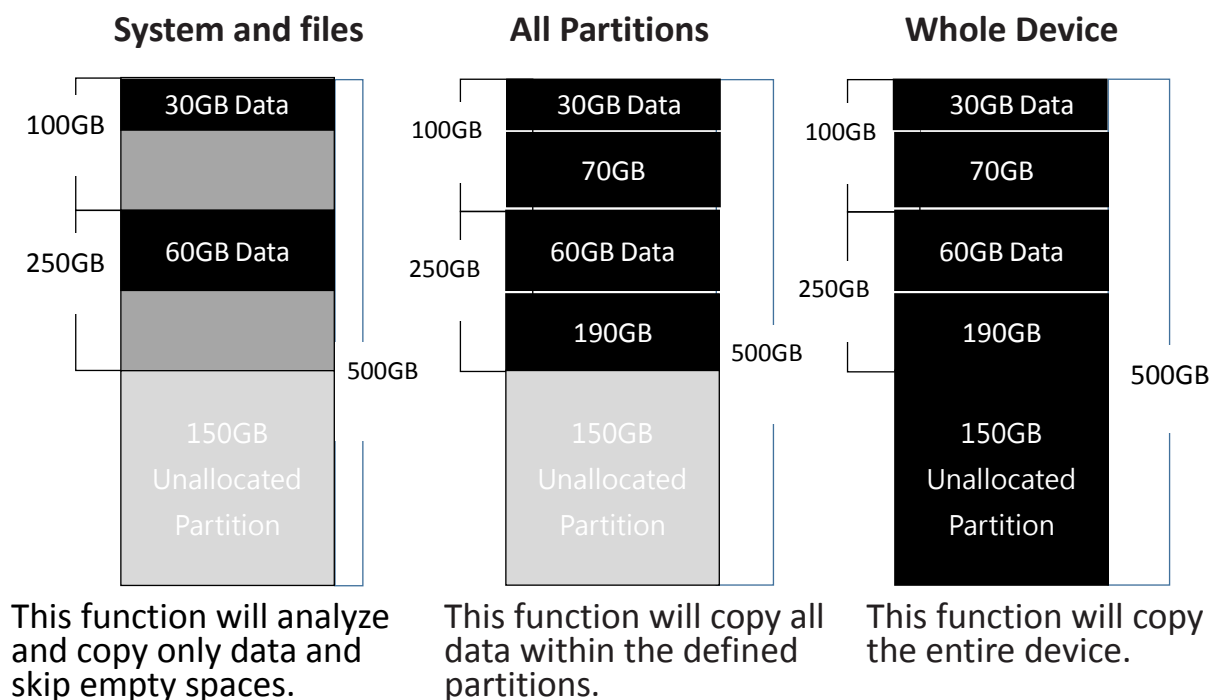 System and files
100GB
30GB Data
250GB
60GB Data
500GB
150GB
Unallocated
Partition
This function will analyze
and copy only data and
skip empty spaces.
All Partitions
100GB
30GB Data
70GB
250GB
60GB Data
190GB
500GB
150GB
Unallocated
Partition
This function will copy all
data within the defined
partitions.
Whole Device
100GB
30GB Data
70GB
250GB
60GB Data
190GB
500GB
150GB
Unallocated
Partition
This function will copy
the entire device.